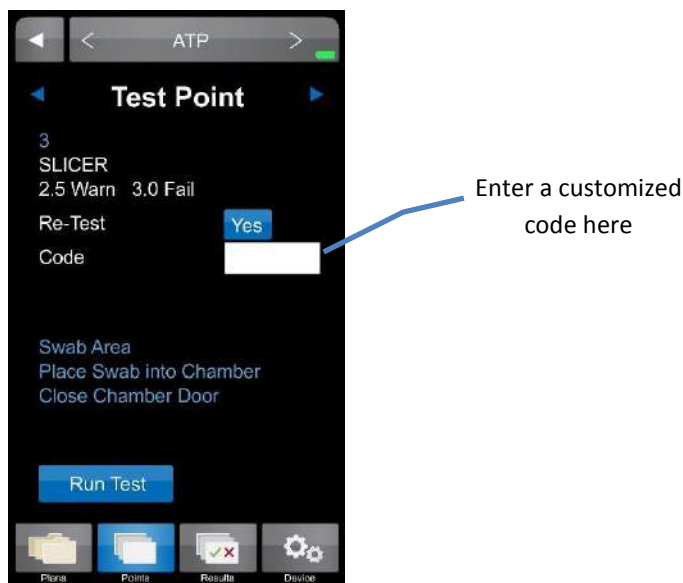 ATP
Test Point
3
SLICER
2.5 Warn 3.0 Fail
Re-Test Yes
Code
Enter a customized
code here
Swab Area
Place Swab into Chamber
Close Chamber Door
Run Test
Plans Points Results Device